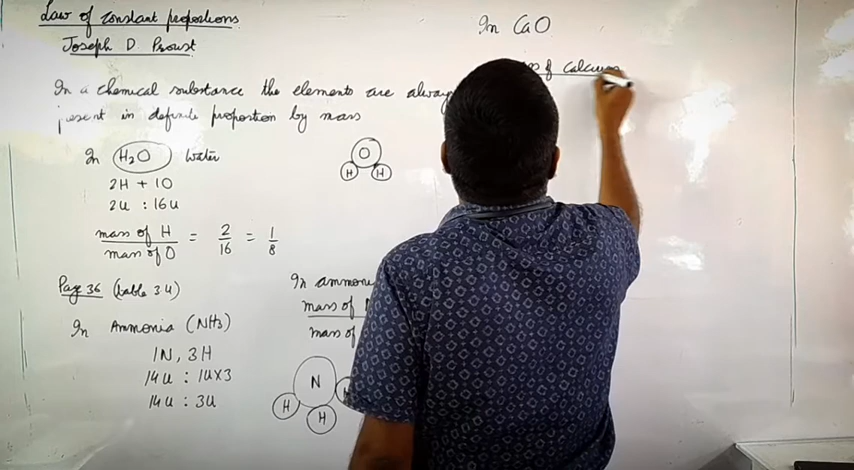 Law of constant proportions
Joseph D Proust
In a chemical substance the elements are always
present in definite proportion by mass
In H₂O water
2H + 1O
2u : 16u
mass of H / mass of O = 2/16 = 1/8
O
H H
Page 36 (table 3.4)
In Ammonia (NH3)
1N, 3H
14u : 1u×3
14u : 3u
In ammonia
mass of
mass of
N
H H H
In CaO
of calcium